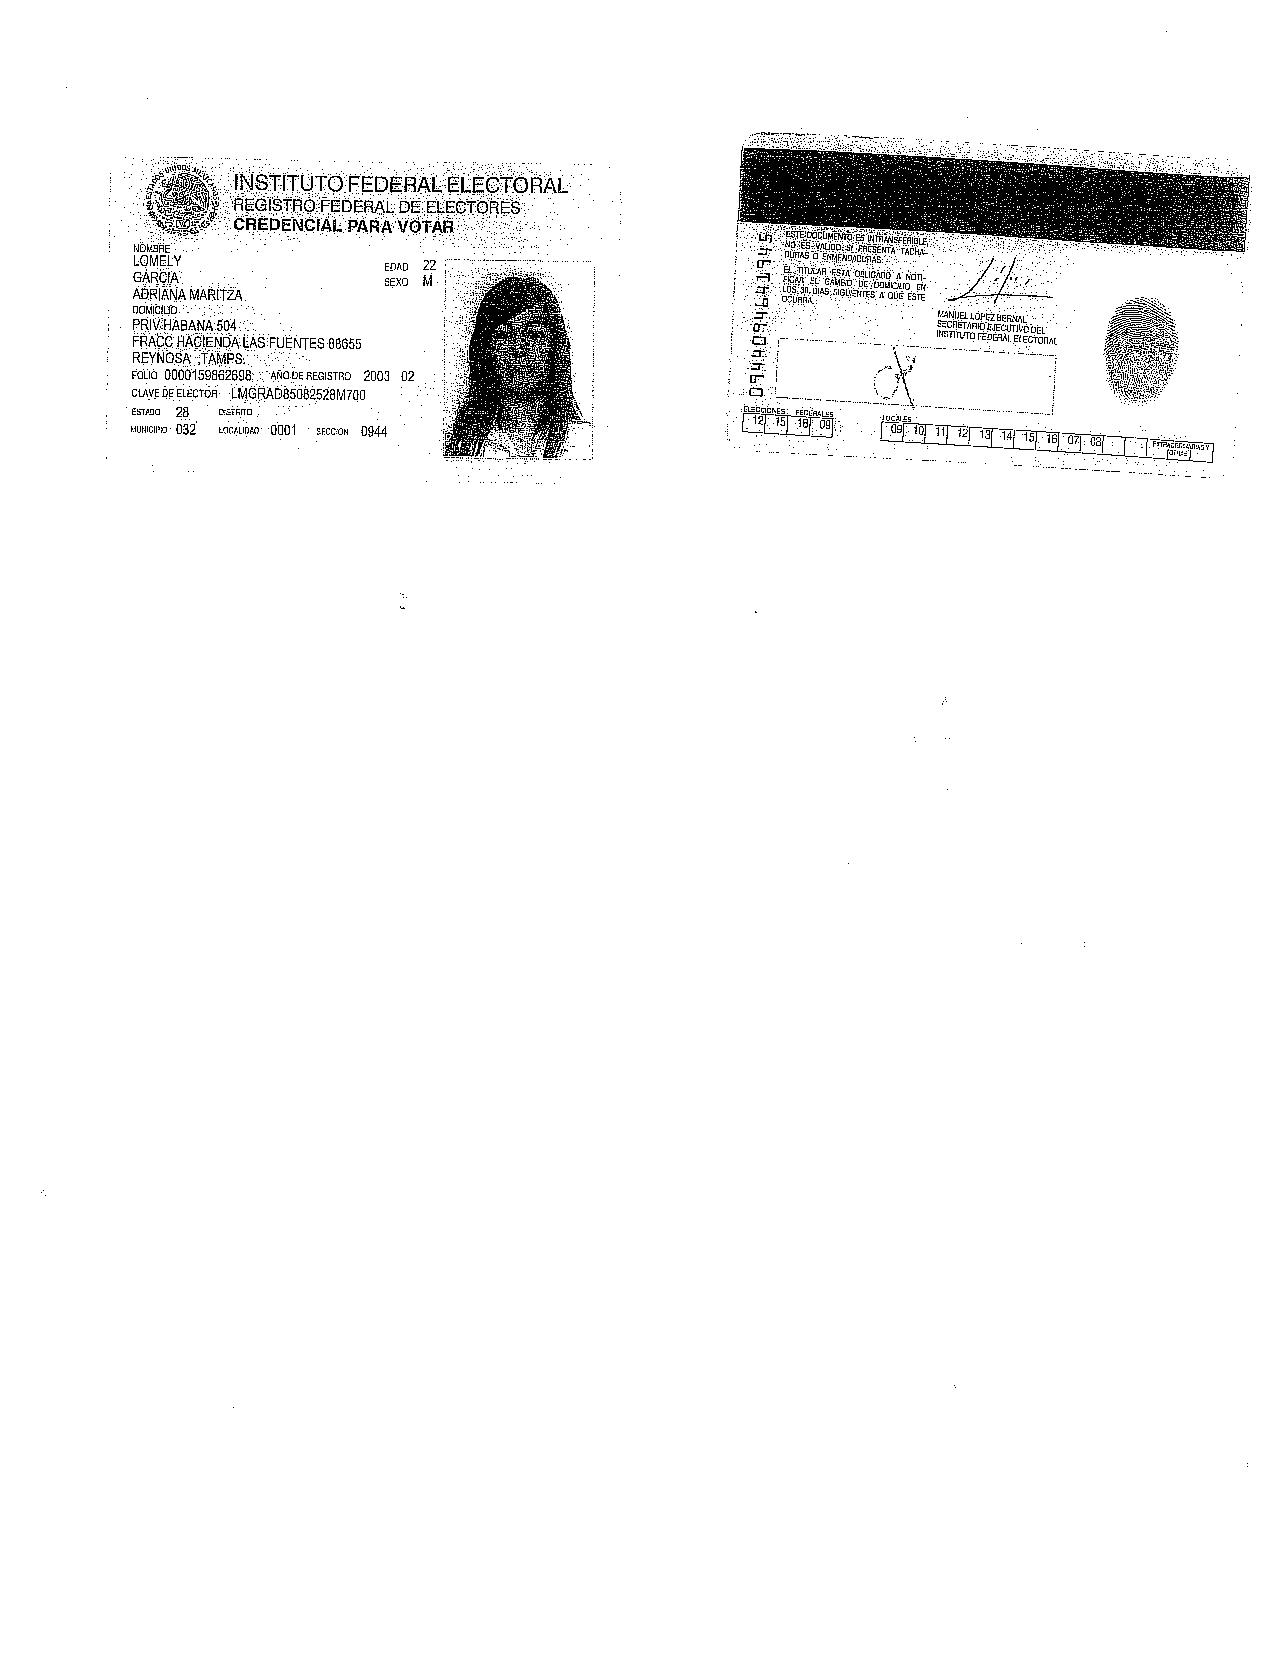 INSTITUTO FEDERAL ELECTORAL
REGISTRO FEDERAL DE ELECTORES
CREDENCIAL PARA VOTAR
NOMBRE
LOMELY
GARCIA
ADRIANA MARITZA
EDAD 22
SEXO M
DOMICILIO
PRIV HABANA 504
FRACC HACIENDA LAS FUENTES 88655
REYNOSA ,TAMPS.
FOLIO 0000159862698 AÑO DE REGISTRO 2003 02
CLAVE DE ELECTOR LMGRAD85082528M700
ESTADO 28 DISTRITO
MUNICIPIO 032 LOCALIDAD 0001 SECCION 0944
ESTE DOCUMENTO ES INTRANSFERIBLE
NO ES VALIDO SI PRESENTA TACHA-
DURAS O ENMENDADURAS.
EL TITULAR ESTA OBLIGADO A NOTI-
FICAR EL CAMBIO DE DOMICILIO EN
LOS 30 DIAS SIGUIENTES A QUE ESTE
OCURRA.
MANUEL LÓPEZ BERNAL
SECRETARIO EJECUTIVO DEL
INSTITUTO FEDERAL ELECTORAL
ELECCIONES FEDERALES
12 15 18 09
LOCALES
09 10 11 12 13 14 15 16 07 08